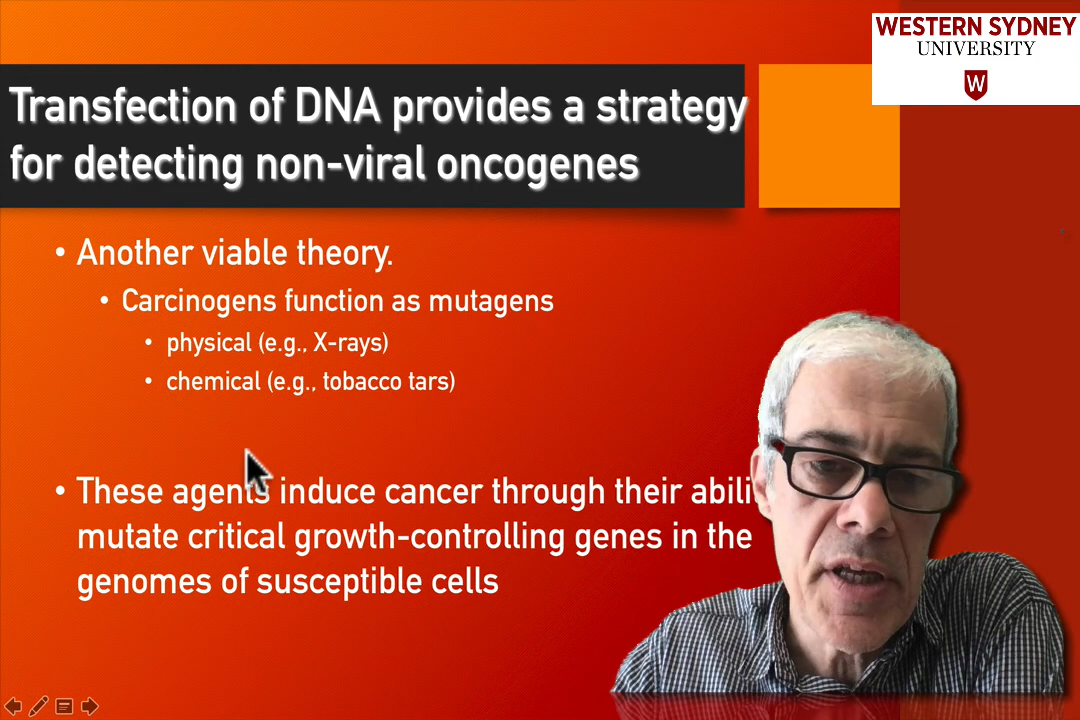 WESTERN SYDNEY
UNIVERSITY
W
Transfection of DNA provides a strategy
for detecting non-viral oncogenes
• Another viable theory.
• Carcinogens function as mutagens
• physical (e.g., X-rays)
• chemical (e.g., tobacco tars)
• These agents induce cancer through their abili
mutate critical growth-controlling genes in the
genomes of susceptible cells